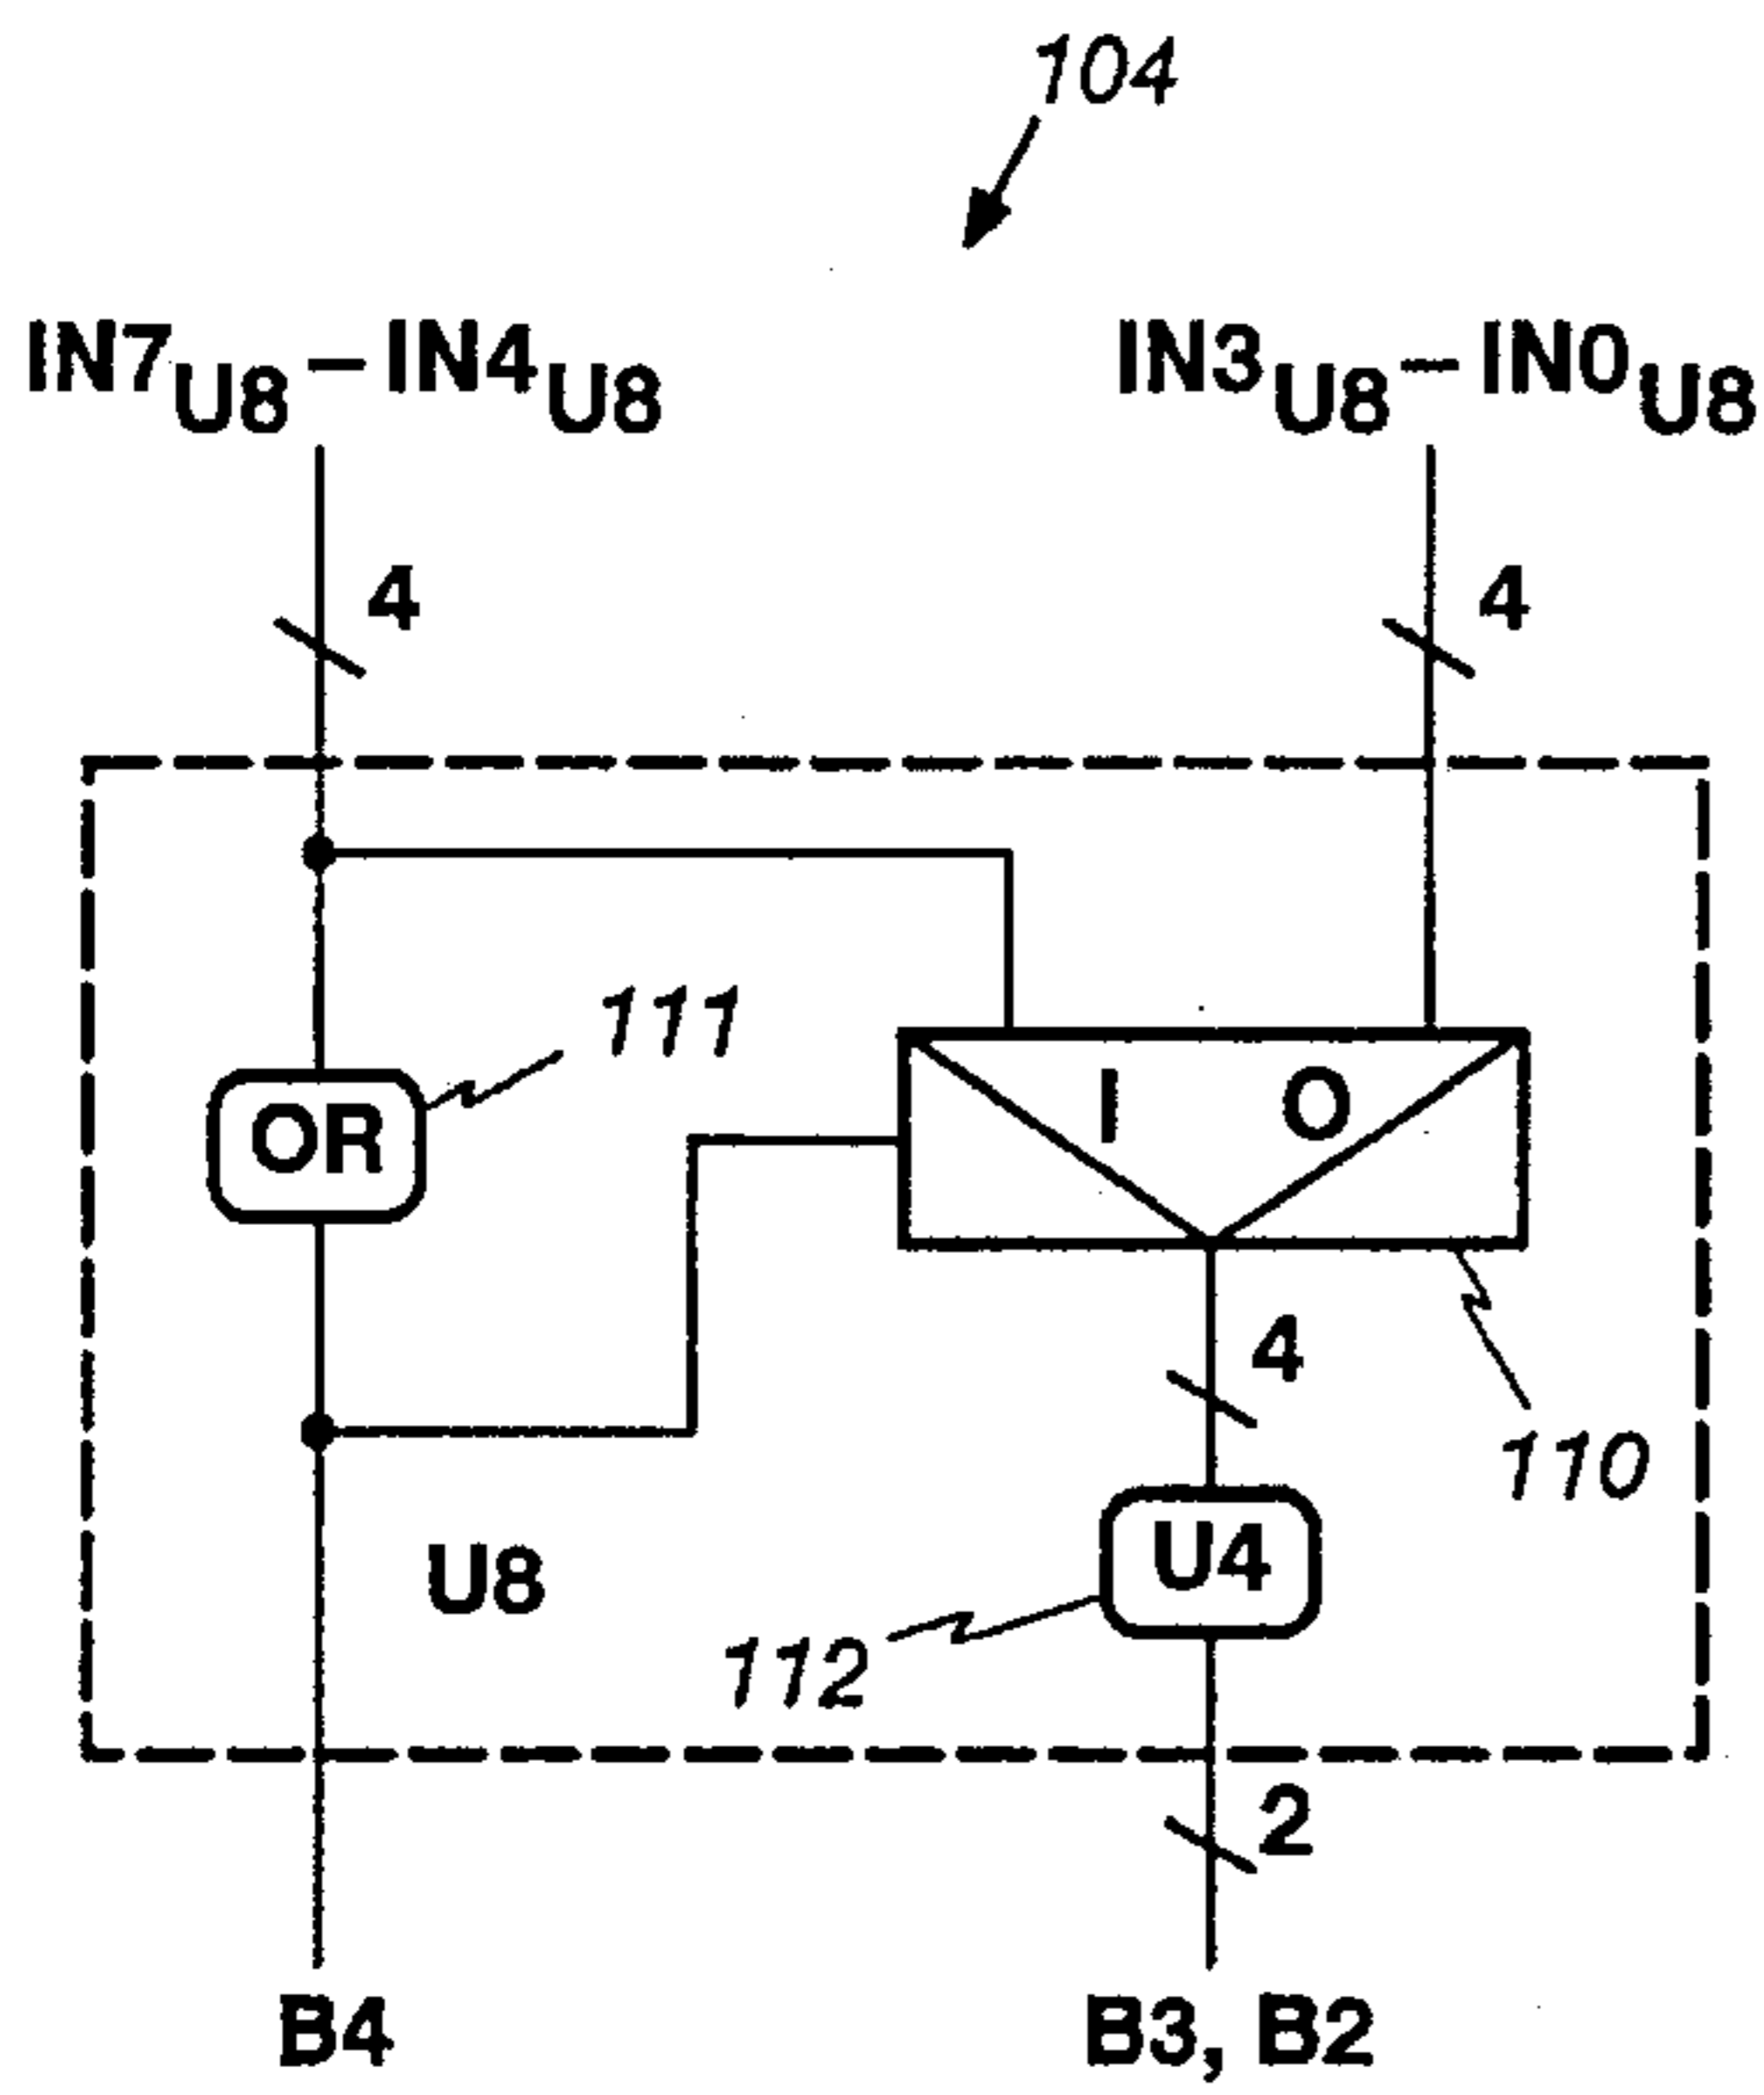 104
IN7U8–IN4U8 IN3U8–IN0U8
4 4
111
OR
I O
4
110
U4
U8
112
2
B4 B3, B2